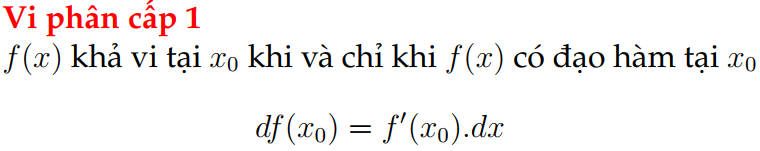 Vi phân cấp 1
f(x) khả vi tại x₀ khi và chỉ khi f(x) có đạo hàm tại x₀
df(x₀) = f′(x₀).dx